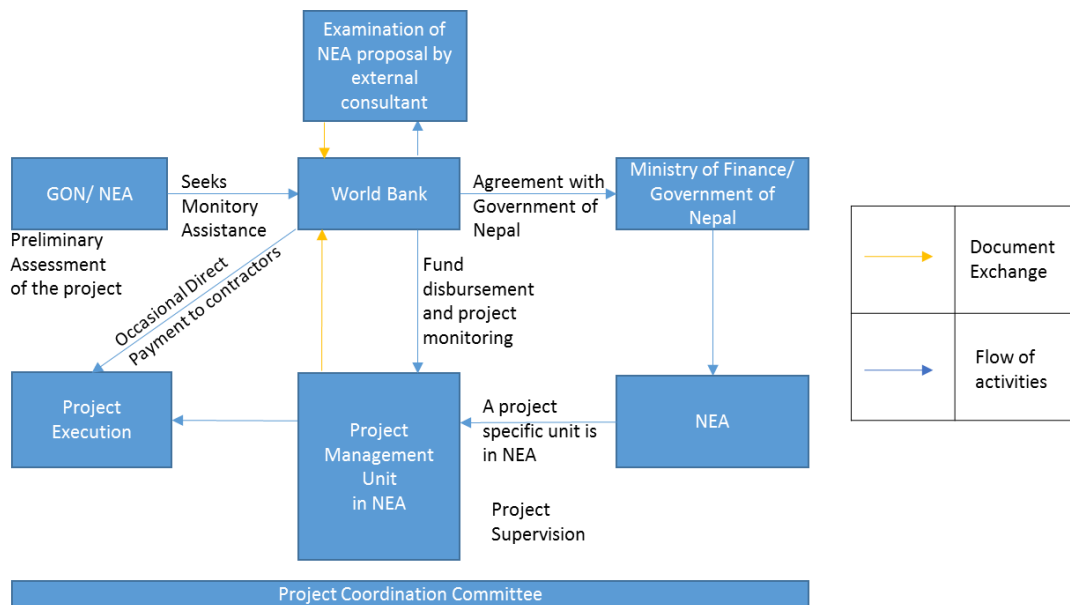 Examination of
NEA proposal by
external
consultant
GON/ NEA
Seeks
Monitory
Assistance
World Bank
Agreement with
Government of
Nepal
Ministry of Finance/
Government of
Nepal
Preliminary
Assessment
of the project
Occasional Direct
Payment to contractors
Fund
disbursement
and project
monitoring
Document
Exchange
Flow of
activities
Project
Execution
Project
Management
Unit
in NEA
A project
specific unit is
in NEA
NEA
Project
Supervision
Project Coordination Committee